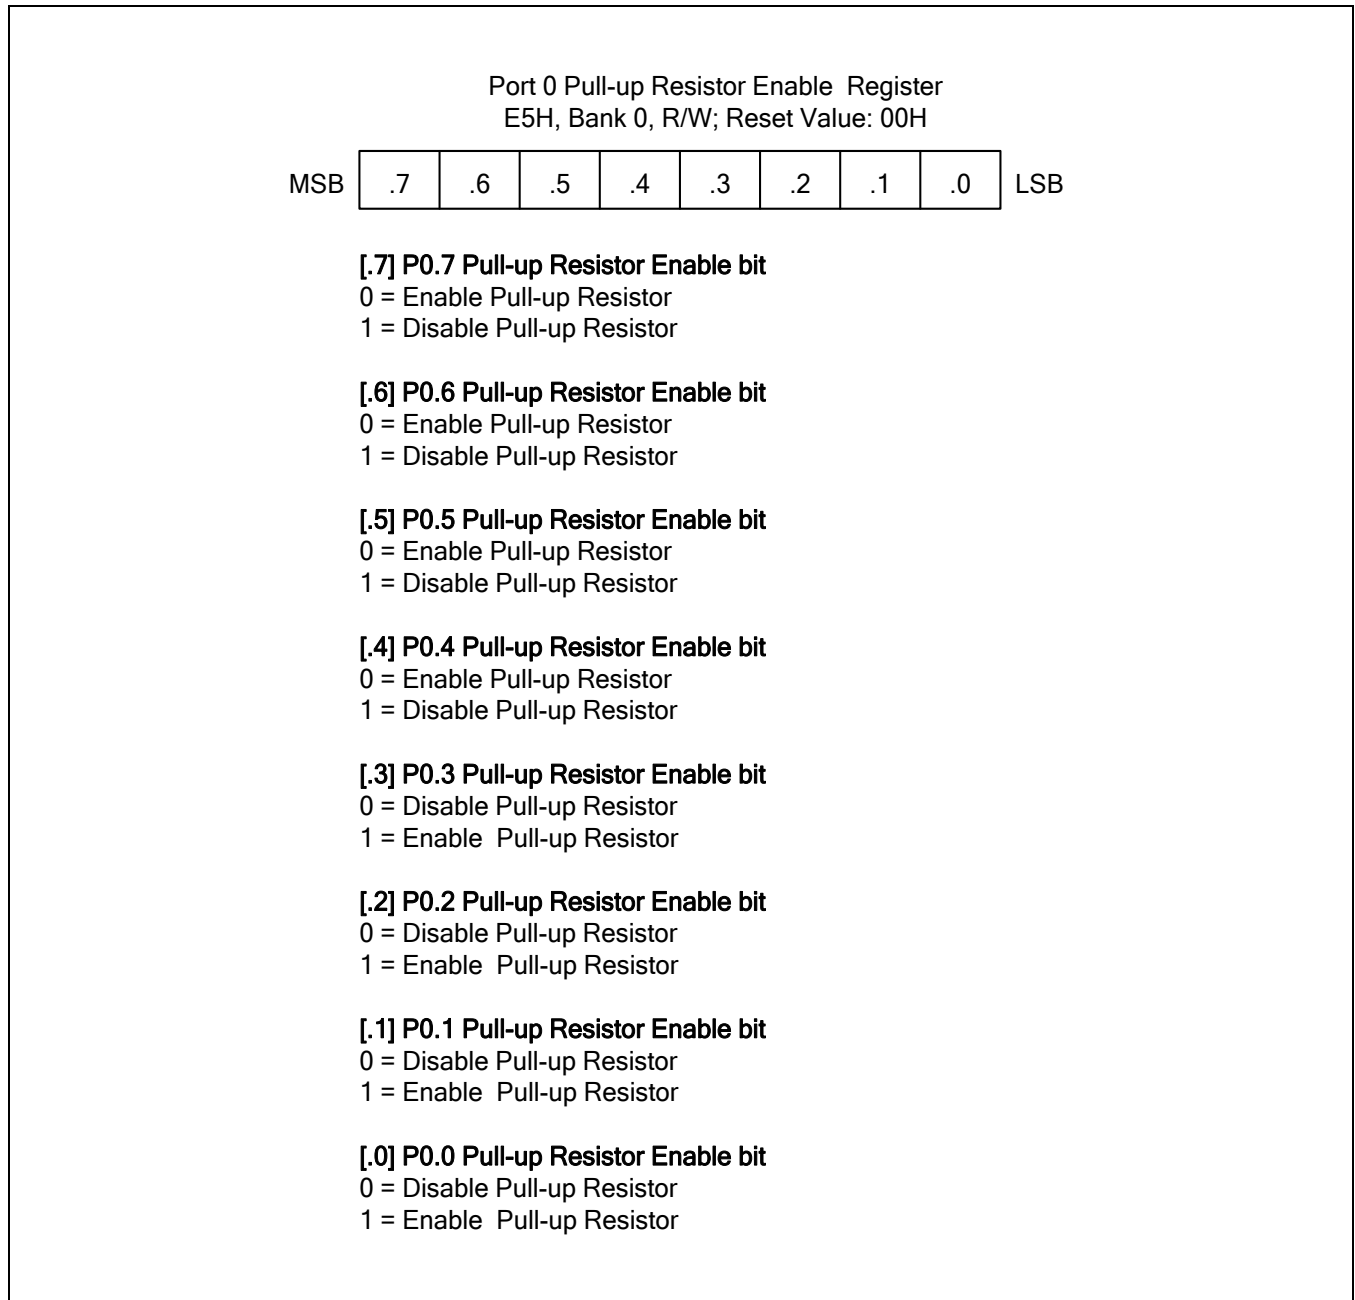 Port 0 Pull-up Resistor Enable  Register
E5H, Bank 0, R/W; Reset Value: 00H
MSB .7 .6 .5 .4 .3 .2 .1 .0 LSB
[.7] P0.7 Pull-up Resistor Enable bit
0 = Enable Pull-up Resistor
1 = Disable Pull-up Resistor
[.6] P0.6 Pull-up Resistor Enable bit
0 = Enable Pull-up Resistor
1 = Disable Pull-up Resistor
[.5] P0.5 Pull-up Resistor Enable bit
0 = Enable Pull-up Resistor
1 = Disable Pull-up Resistor
[.4] P0.4 Pull-up Resistor Enable bit
0 = Enable Pull-up Resistor
1 = Disable Pull-up Resistor
[.3] P0.3 Pull-up Resistor Enable bit
0 = Disable Pull-up Resistor
1 = Enable  Pull-up Resistor
[.2] P0.2 Pull-up Resistor Enable bit
0 = Disable Pull-up Resistor
1 = Enable  Pull-up Resistor
[.1] P0.1 Pull-up Resistor Enable bit
0 = Disable Pull-up Resistor
1 = Enable  Pull-up Resistor
[.0] P0.0 Pull-up Resistor Enable bit
0 = Disable Pull-up Resistor
1 = Enable  Pull-up Resistor